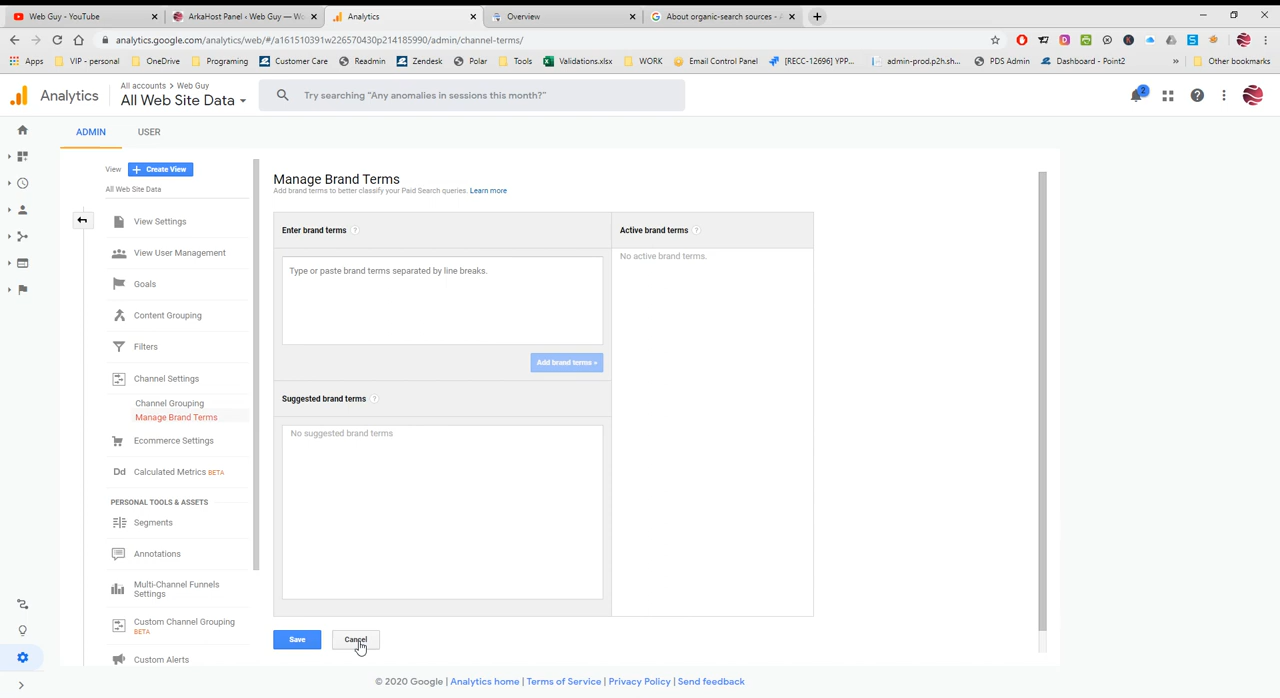 Web Guy - YouTube
ArkaHost Panel ‹ Web Guy — Wo
Analytics
Overview
About organic-search sources - A
analytics.google.com/analytics/web/#/a161510391w226570430p214185990/admin/channel-terms/
Apps
VIP - personal
OneDrive
Programing
Customer Care
Readmin
Zendesk
Polar
Tools
Validations.xlsx
WORK
Email Control Panel
[RECC-12696] YPP...
admin-prod.p2h.sh...
PDS Admin
Dashboard - Point2
»
Other bookmarks
Analytics
All accounts > Web Guy
All Web Site Data
Try searching "Any anomalies in sessions this month?"
2
ADMIN
USER
View
+ Create View
All Web Site Data
View Settings
View User Management
Goals
Content Grouping
Filters
Channel Settings
Channel Grouping
Manage Brand Terms
Ecommerce Settings
Dd Calculated Metrics BETA
PERSONAL TOOLS & ASSETS
Segments
Annotations
Multi-Channel Funnels
Settings
Custom Channel Grouping
BETA
Custom Alerts
Manage Brand Terms
Add brand terms to better classify your Paid Search queries. Learn more
Enter brand terms ?
Type or paste brand terms separated by line breaks.
Add brand terms »
Suggested brand terms ?
No suggested brand terms
Active brand terms ?
No active brand terms.
Save
Cancel
© 2020 Google | Analytics home | Terms of Service | Privacy Policy | Send feedback